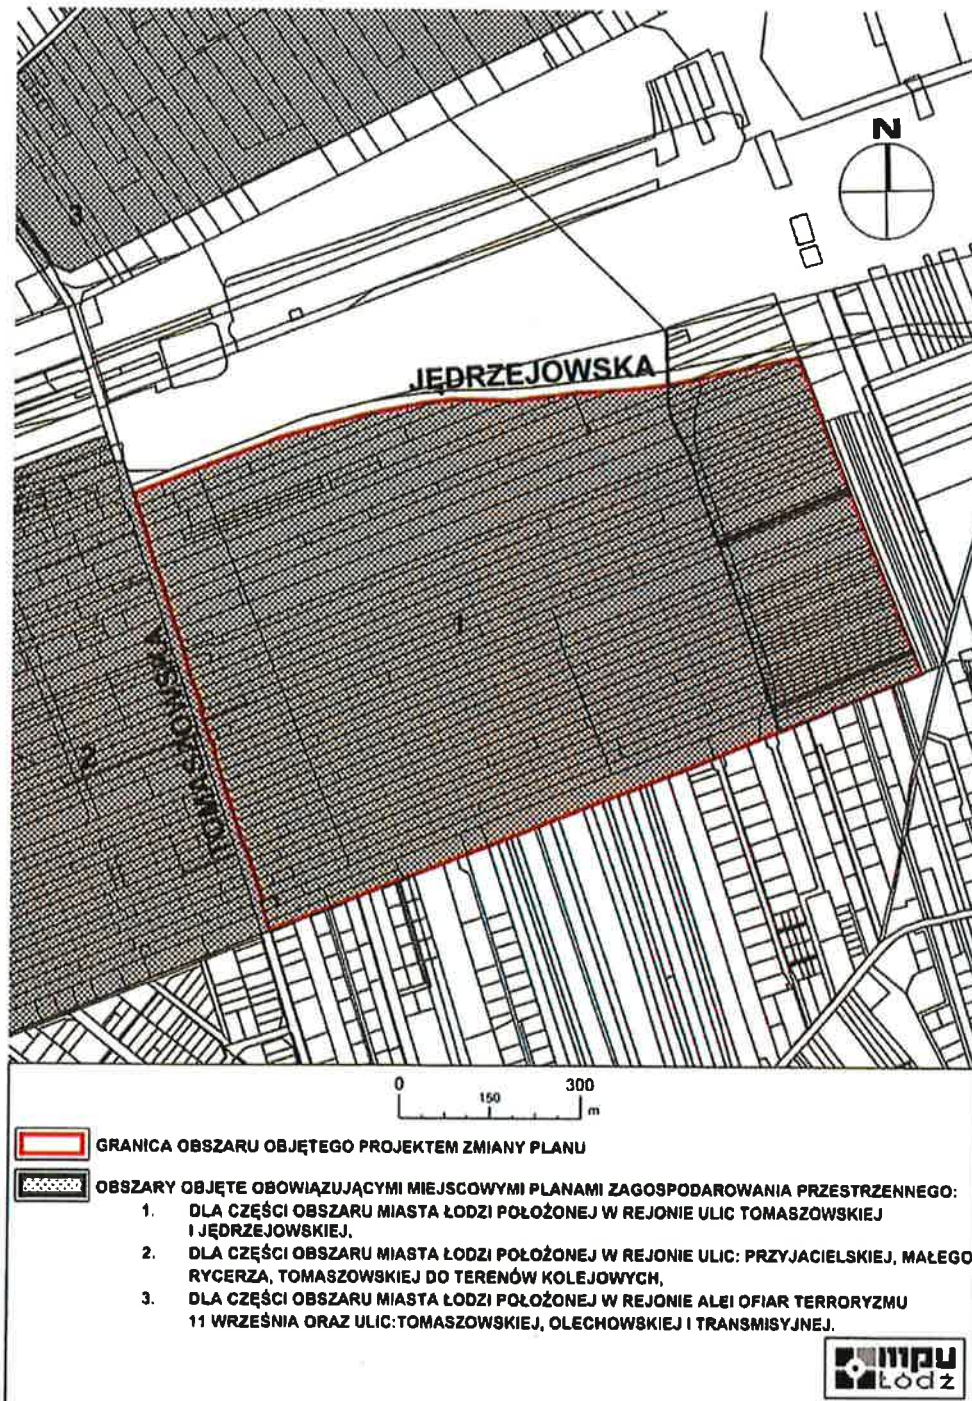 3
N
JĘDRZEJOWSKA
1
TOMASZOWSKA
2
0 150 300 m
GRANICA OBSZARU OBJĘTEGO PROJEKTEM ZMIANY PLANU
OBSZARY OBJĘTE OBOWIĄZUJĄCYMI MIEJSCOWYMI PLANAMI ZAGOSPODAROWANIA PRZESTRZENNEGO:
1. DLA CZĘŚCI OBSZARU MIASTA ŁODZI POŁOŻONEJ W REJONIE ULIC TOMASZOWSKIEJ
I JĘDRZEJOWSKIEJ,
2. DLA CZĘŚCI OBSZARU MIASTA ŁODZI POŁOŻONEJ W REJONIE ULIC: PRZYJACIELSKIEJ, MAŁEGO
RYCERZA, TOMASZOWSKIEJ DO TERENÓW KOLEJOWYCH,
3. DLA CZĘŚCI OBSZARU MIASTA ŁODZI POŁOŻONEJ W REJONIE ALEI OFIAR TERRORYZMU
11 WRZEŚNIA ORAZ ULIC:TOMASZOWSKIEJ, OLECHOWSKIEJ I TRANSMISYJNEJ.
mpu
Łódź